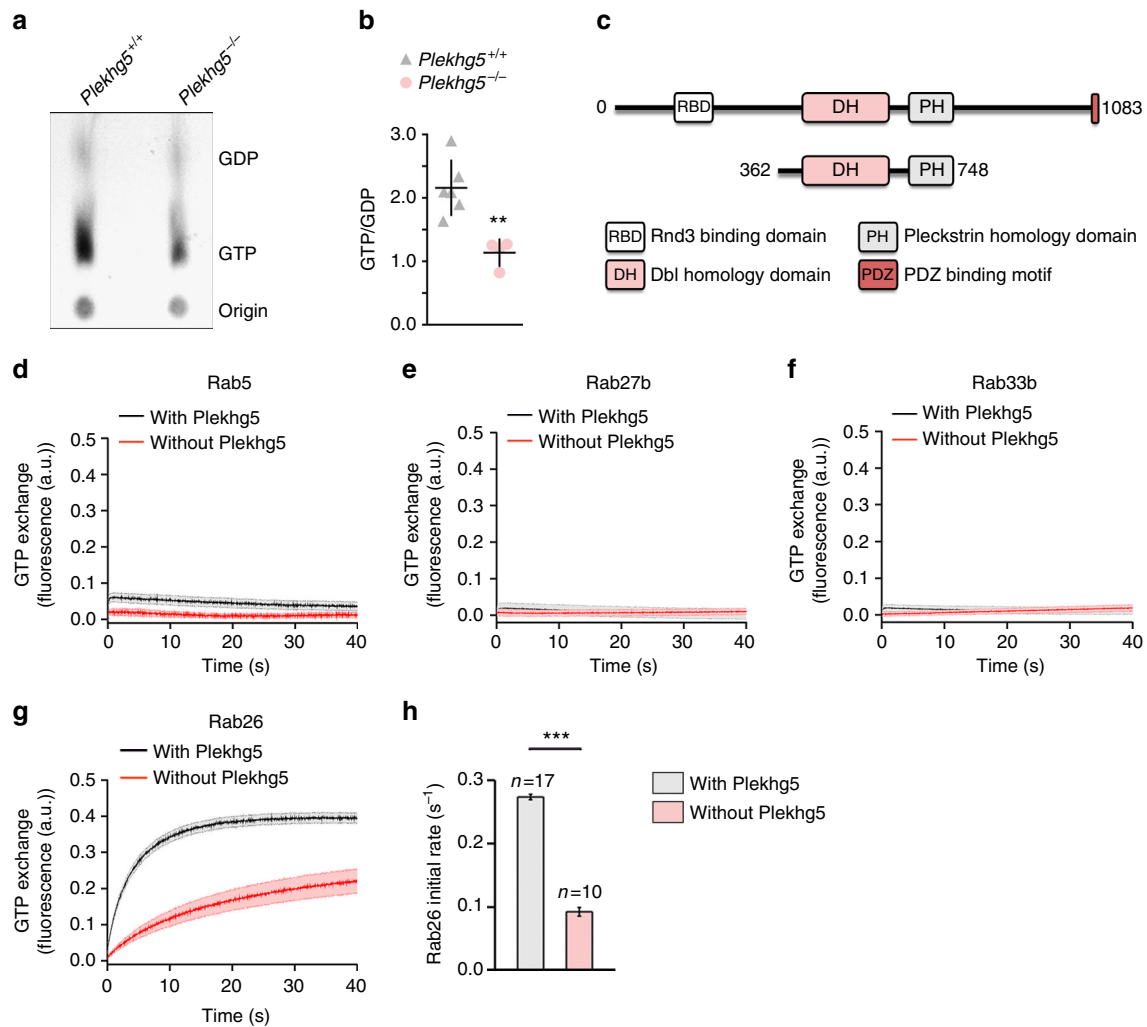 a
Plekhg5+/+
Plekhg5−/−
GDP
GTP
Origin
b
Plekhg5+/+
Plekhg5−/−
3.0
2.0
1.0
0.0
GTP/GDP
**
c
0
RBD
DH
PH
1083
362
DH
PH
748
RBD Rnd3 binding domain
PH Pleckstrin homology domain
DH Dbl homology domain
PDZ PDZ binding motif
d
Rab5
With Plekhg5
Without Plekhg5
GTP exchange
(fluorescence (a.u.))
0.5
0.4
0.3
0.2
0.1
0.0
0 10 20 30 40
Time (s)
e
Rab27b
With Plekhg5
Without Plekhg5
GTP exchange
(fluorescence (a.u.))
0.5
0.4
0.3
0.2
0.1
0.0
0 10 20 30 40
Time (s)
f
Rab33b
With Plekhg5
Without Plekhg5
GTP exchange
(fluorescence (a.u.))
0.5
0.4
0.3
0.2
0.1
0.0
0 10 20 30 40
Time (s)
g
Rab26
With Plekhg5
Without Plekhg5
GTP exchange
(fluorescence (a.u.))
0.5
0.4
0.3
0.2
0.1
0.0
0 10 20 30 40
Time (s)
h
***
Rab26 initial rate (s−1)
0.3
0.2
0.1
0.0
n=17
n=10
With Plekhg5
Without Plekhg5